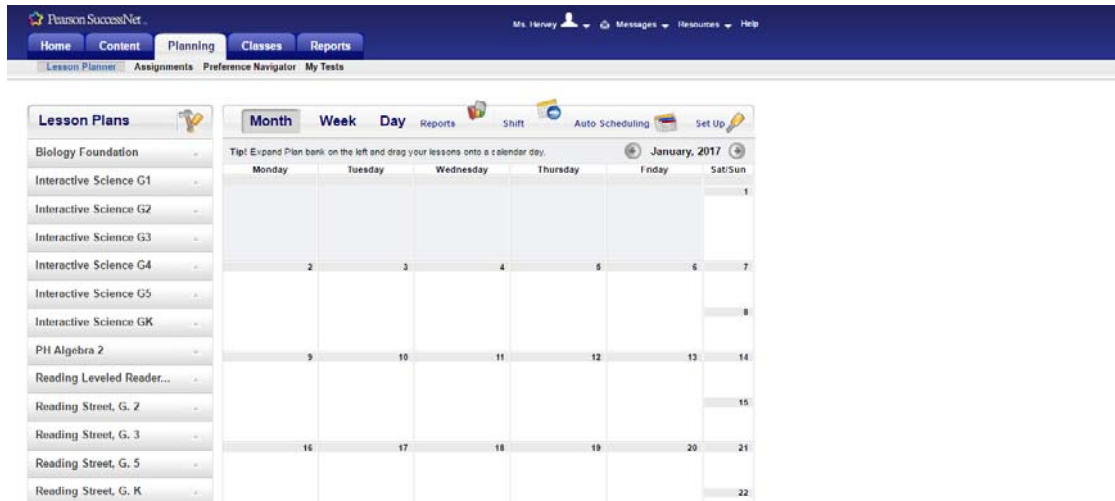 Pearson SuccessNet
Ms. Hervey Messages Resources Help
Home Content Planning Classes Reports
Lesson Planner Assignments Preference Navigator My Tests
Lesson Plans
Biology Foundation
Interactive Science G1
Interactive Science G2
Interactive Science G3
Interactive Science G4
Interactive Science G5
Interactive Science GK
PH Algebra 2
Reading Leveled Reader...
Reading Street, G. 2
Reading Street, G. 3
Reading Street, G. 5
Reading Street, G. K
Month Week Day Reports Shift Auto Scheduling Set Up
Tip! Expand Plan bank on the left and drag your lessons onto a calendar day. January, 2017
Monday Tuesday Wednesday Thursday Friday Sat/Sun
1
2 3 4 5 6 7
8
9 10 11 12 13 14
15
16 17 18 19 20 21
22